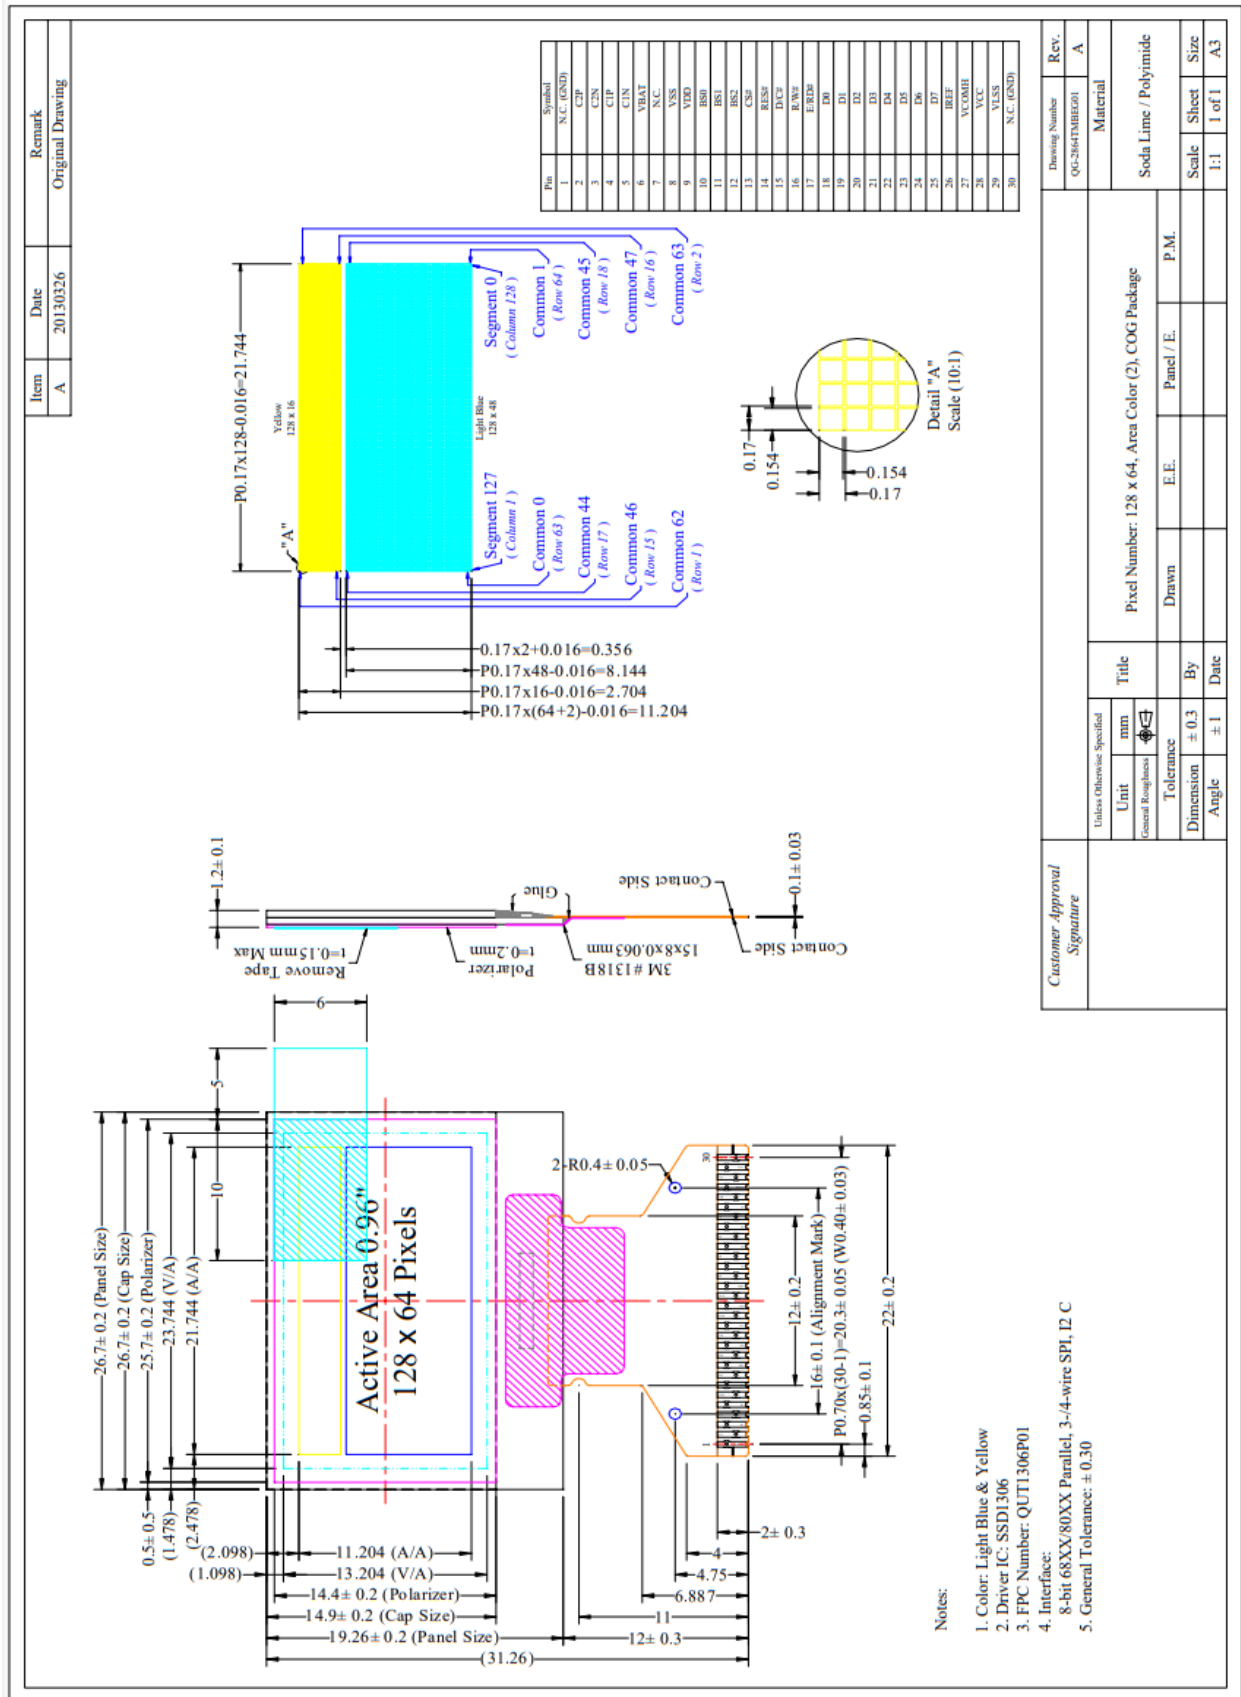 Item Date Remark
A 20130326 Original Drawing
26.7± 0.2 (Panel Size)
26.7± 0.2 (Cap Size)
25.7± 0.2 (Polarizer)
23.744 (V/A)
21.744 (A/A)
0.5± 0.5
(1.478)
(2.478)
10
5
9
(2.098)
(1.098)
11.204 (A/A)
13.204 (V/A)
14.4± 0.2 (Polarizer)
14.9± 0.2 (Cap Size)
19.26± 0.2 (Panel Size)
(31.26)
Active Area 0.96"
128 x 64 Pixels
2± 0.3
4
4.75
6.887
11
12± 0.3
2-R0.4± 0.05
30
12± 0.2
16± 0.1 (Alignment Mark)
P0.70x(30-1)=20.3± 0.05 (W0.40± 0.03)
22± 0.2
0.85± 0.1
1.2± 0.1
Remove Tape
t=0.15mm Max
Polarizer
t=0.2mm
3M #1318B
15x8x0.063mm
Glue
Contact Side
Contact Side
0.1± 0.03
P0.17x128-0.016=21.744
"A"
Yellow
128 x 16
Light Blue
128 x 48
0.17x2+0.016=0.356
P0.17x48-0.016=8.144
P0.17x16-0.016=2.704
P0.17x(64+2)-0.016=11.204
Segment 127
( Column 1 )
Common 0
( Row 63 )
Common 44
( Row 17 )
Common 46
( Row 15 )
Common 62
( Row 1 )
Segment 0
( Column 128 )
Common 1
( Row 64 )
Common 45
( Row 18 )
Common 47
( Row 16 )
Common 63
( Row 2 )
0.17
0.154
0.154
0.17
Detail "A"
Scale (10:1)
Pin Symbol
1 N.C. (GND)
2 C2P
3 C2N
4 C1P
5 C1N
6 VBAT
7 N.C.
8 VSS
9 VDD
10 BS0
11 BS1
12 BS2
13 CS#
14 RES#
15 D/C#
16 R/W#
17 E/RD#
18 D0
19 D1
20 D2
21 D3
22 D4
23 D5
24 D6
25 D7
26 IREF
27 VCOMH
28 VCC
29 VLSS
30 N.C. (GND)
Notes:
1. Color: Light Blue & Yellow
2. Driver IC: SSD1306
3. FPC Number: QUT1306P01
4. Interface:
8-bit 68XX/80XX Parallel, 3-/4-wire SPI, I2 C
5. General Tolerance: ± 0.30
Customer Approval
Signature
Unless Otherwise Specified
Unit mm
General Roughness
Tolerance
Dimension ± 0.3
Angle ± 1
Title
Pixel Number: 128 x 64, Area Color (2), COG Package
By
Date
Drawn E.E. Panel / E. P.M.
Drawing Number Rev.
QG-2864TMBEG01 A
Material
Soda Lime / Polyimide
Scale Sheet Size
1:1 1 of 1 A3